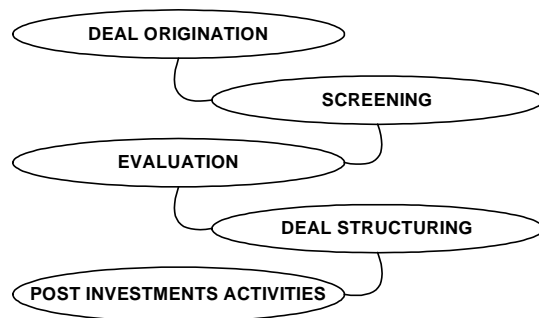 DEAL ORIGINATION
SCREENING
EVALUATION
DEAL STRUCTURING
POST INVESTMENTS ACTIVITIES